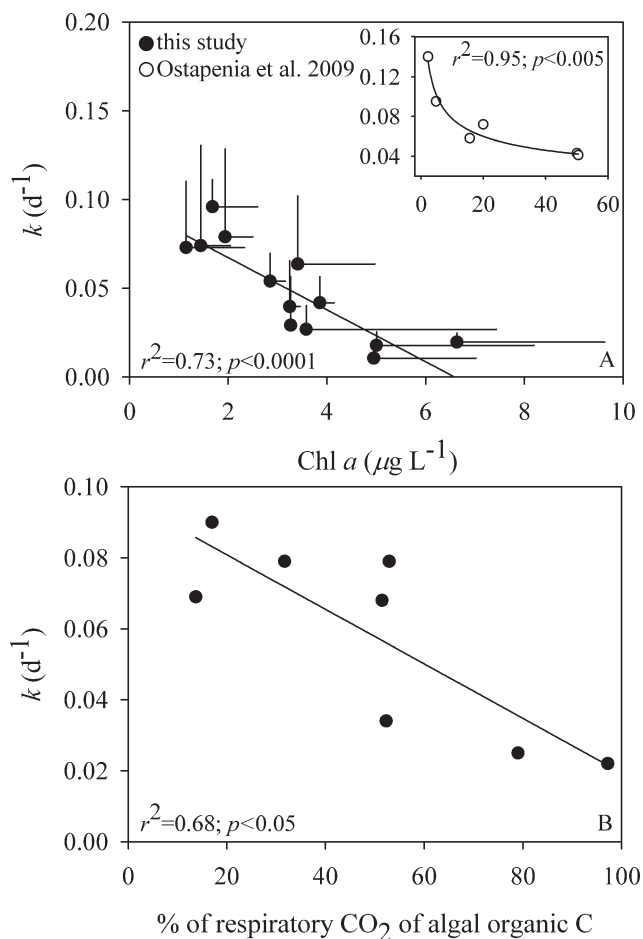 0.20
this study
Ostapenia et al. 2009
0.16
r²=0.95; p<0.005
0.12
0.08
0.04
0 20 40 60
0.15
0.10
0.05
0.00
k (d⁻¹)
r²=0.73; p<0.0001
A
0 2 4 6 8 10
Chl a (µg L⁻¹)
0.10
0.08
0.06
0.04
0.02
0.00
k (d⁻¹)
r²=0.68; p<0.05
B
0 20 40 60 80 100
% of respiratory CO₂ of algal organic C